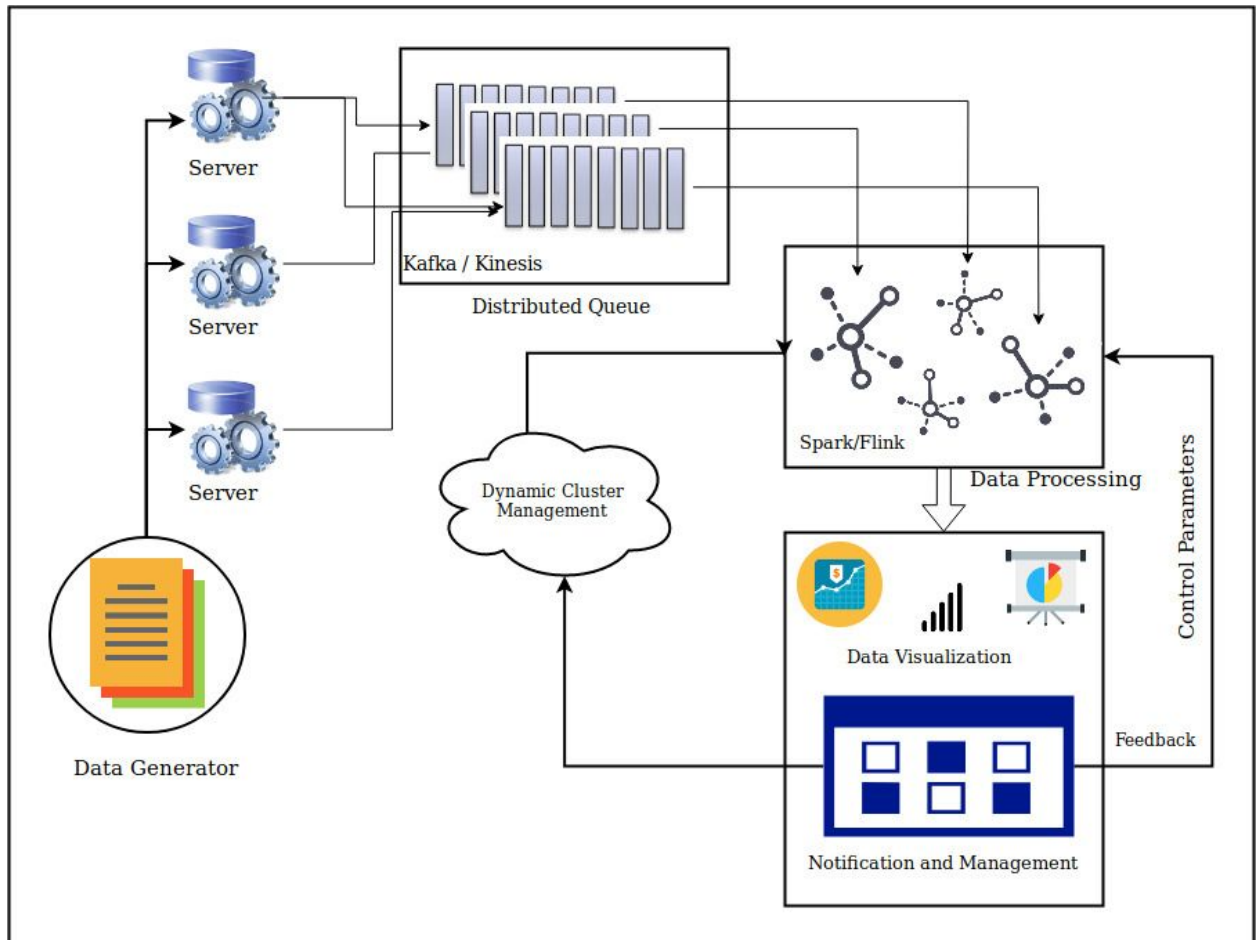 Server
Server
Server
Data Generator
Kafka / Kinesis
Distributed Queue
Spark/Flink
Data Processing
Dynamic Cluster
Management
Control Parameters
$
Data Visualization
Feedback
Notification and Management